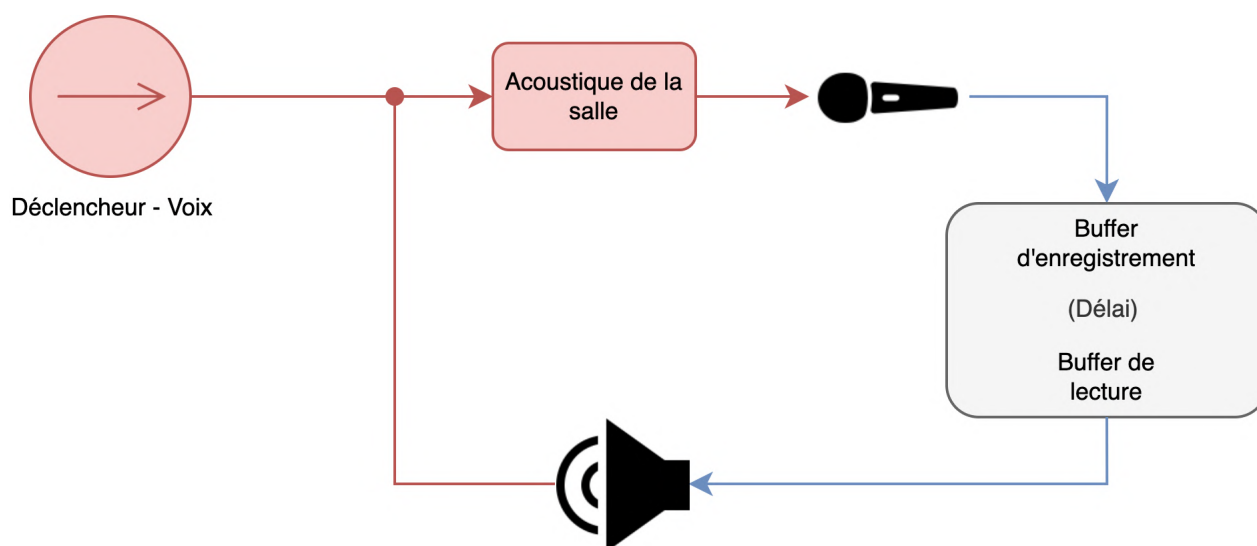 Acoustique de la
salle
Déclencheur - Voix
Buffer
d'enregistrement
(Délai)
Buffer de
lecture